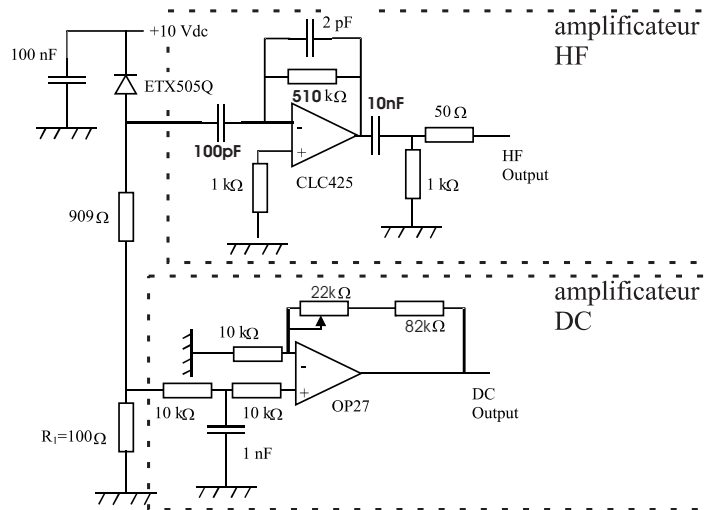 +10 Vdc
100 nF
ETX505Q
amplificateur
HF
2 pF
510 kΩ
100pF
10nF
50 Ω
-
+
CLC425
1 kΩ
1 kΩ
HF
Output
909Ω
amplificateur
DC
22kΩ
82kΩ
10 kΩ
-
+
OP27
DC
Output
10 kΩ
10 kΩ
R₁=100Ω
1 nF